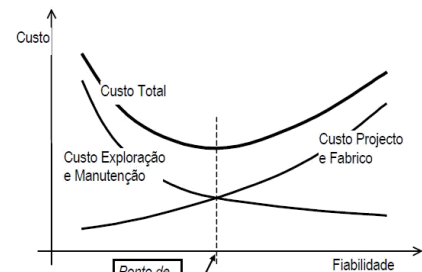 Custo
Custo Total
Custo Exploração
e Manutenção
Custo Projecto
e Fabrico
Ponto de
Fiabilidade